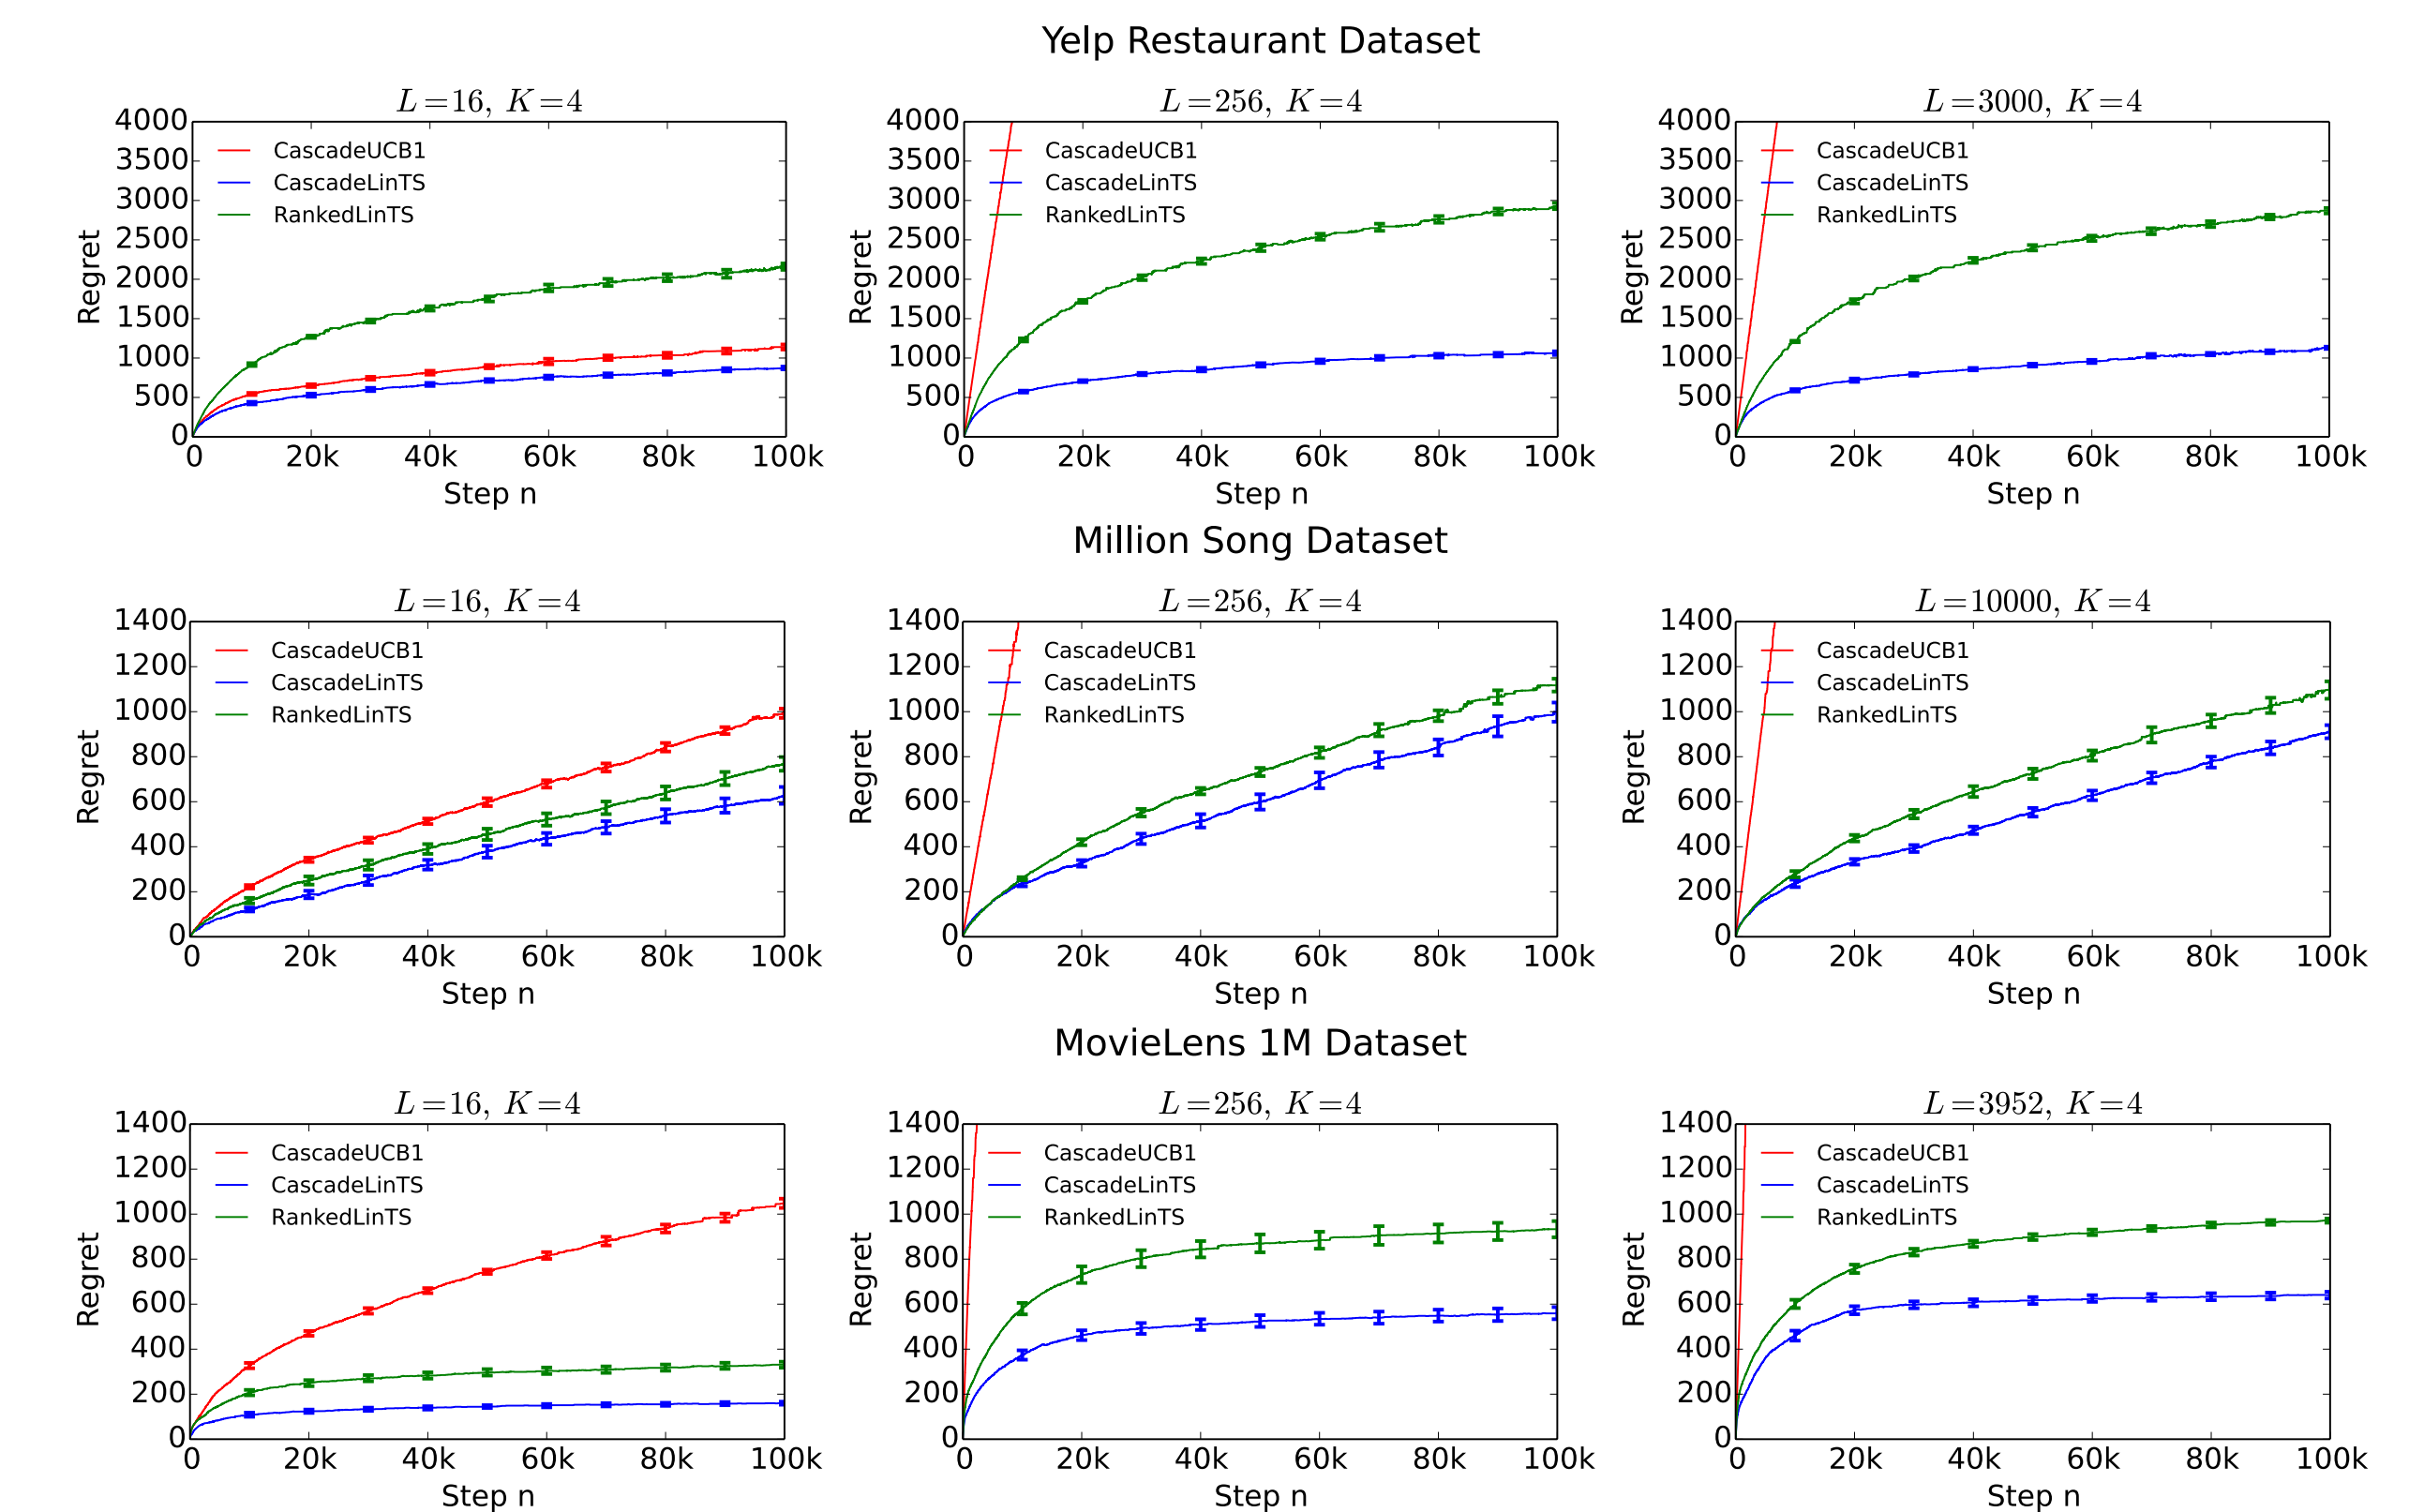 Yelp Restaurant Dataset
L=16, K=4
4000
3500
3000
2500
2000
1500
1000
500
0
Regret
CascadeUCB1
CascadeLinTS
RankedLinTS
0 20k 40k 60k 80k 100k
Step n
L=256, K=4
4000
3500
3000
2500
2000
1500
1000
500
0
Regret
CascadeUCB1
CascadeLinTS
RankedLinTS
0 20k 40k 60k 80k 100k
Step n
L=3000, K=4
4000
3500
3000
2500
2000
1500
1000
500
0
Regret
CascadeUCB1
CascadeLinTS
RankedLinTS
0 20k 40k 60k 80k 100k
Step n
Million Song Dataset
L=16, K=4
1400
1200
1000
800
600
400
200
0
Regret
CascadeUCB1
CascadeLinTS
RankedLinTS
0 20k 40k 60k 80k 100k
Step n
L=256, K=4
1400
1200
1000
800
600
400
200
0
Regret
CascadeUCB1
CascadeLinTS
RankedLinTS
0 20k 40k 60k 80k 100k
Step n
L=10000, K=4
1400
1200
1000
800
600
400
200
0
Regret
CascadeUCB1
CascadeLinTS
RankedLinTS
0 20k 40k 60k 80k 100k
Step n
MovieLens 1M Dataset
L=16, K=4
1400
1200
1000
800
600
400
200
0
Regret
CascadeUCB1
CascadeLinTS
RankedLinTS
0 20k 40k 60k 80k 100k
Step n
L=256, K=4
1400
1200
1000
800
600
400
200
0
Regret
CascadeUCB1
CascadeLinTS
RankedLinTS
0 20k 40k 60k 80k 100k
Step n
L=3952, K=4
1400
1200
1000
800
600
400
200
0
Regret
CascadeUCB1
CascadeLinTS
RankedLinTS
0 20k 40k 60k 80k 100k
Step n